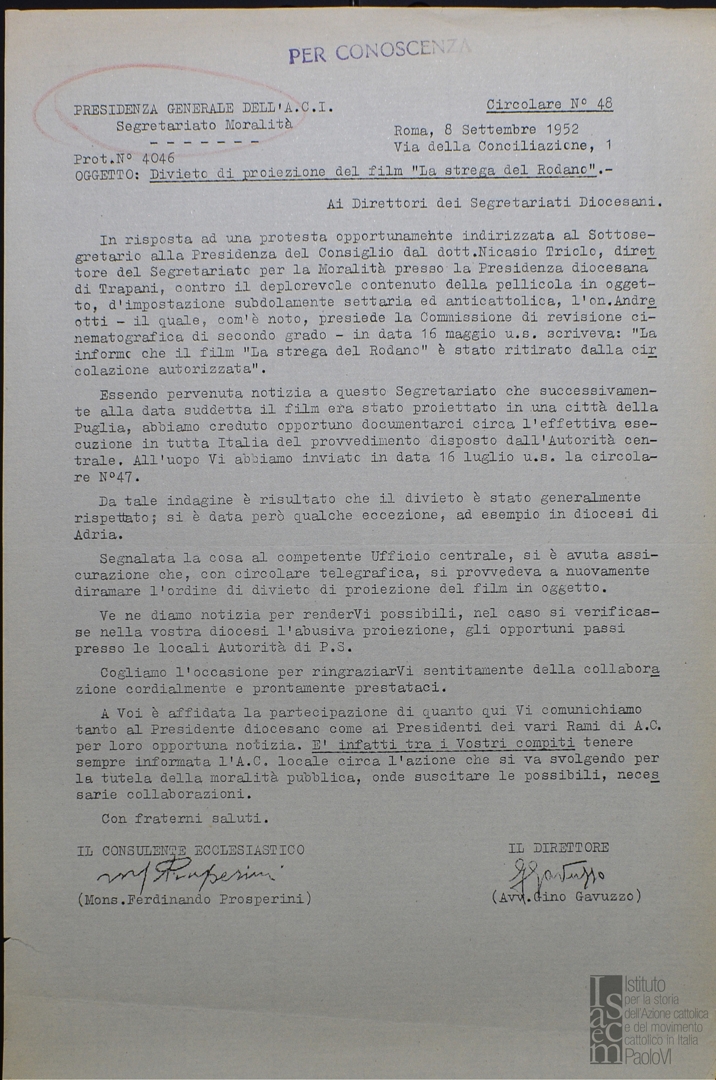 PER CONOSCENZA
PRESIDENZA GENERALE DELL'A.C.I.
Segretariato Moralità
- - - - - - -
Circolare N° 48
Roma, 8 Settembre 1952
Via della Conciliazione, 1
Prot.N° 4046
OGGETTO: Divieto di proiezione del film "La strega del Rodano".-
Ai Direttori dei Segretariati Diocesani.
In risposta ad una protesta opportunamente indirizzata al Sottose-
gretario alla Presidenza del Consiglio dal dott.Nicasio Triolo, diret
tore del Segretariato per la Moralità presso la Presidenza diocesana
di Trapani, contro il deplorevole contenuto della pellicola in ogget-
to, d'impostazione subdolamente settaria ed anticattolica, l'on.Andre
otti - il quale, com'è noto, presiede la Commissione di revisione ci-
nematografica di secondo grado - in data 16 maggio u.s. scriveva: "La
informo che il film "La strega del Rodano" è stato ritirato dalla cir
colazione autorizzata".
Essendo pervenuta notizia a questo Segretariato che successivamen-
te alla data suddetta il film era stato proiettato in una città della
Puglia, abbiamo creduto opportuno documentarci circa l'effettiva ese-
cuzione in tutta Italia del provvedimento disposto dall'Autorità cen-
trale. All'uopo Vi abbiamo inviato in data 16 luglio u.s. la circola-
re N°47.
Da tale indagine è risultato che il divieto è stato generalmente
rispettato; si è data però qualche eccezione, ad esempio in diocesi di
Adria.
Segnalata la cosa al competente Ufficio centrale, si è avuta assi-
curazione che, con circolare telegrafica, si provvedeva a nuovamente
diramare l'ordine di divieto di proiezione del film in oggetto.
Ve ne diamo notizia per renderVi possibili, nel caso si verificas-
se nella vostra diocesi l'abusiva proiezione, gli opportuni passi
presso le locali Autorità di P.S.
Cogliamo l'occasione per ringraziarVi sentitamente della collabora
zione cordialmente e prontamente prestataci.
A Voi è affidata la partecipazione di quanto qui Vi comunichiamo
tanto al Presidente diocesano come ai Presidenti dei vari Rami di A.C.
per loro opportuna notizia. E' infatti tra i Vostri compiti tenere
sempre informata l'A.C. locale circa l'azione che si va svolgendo per
la tutela della moralità pubblica, onde suscitare le possibili, neces
sarie collaborazioni.
Con fraterni saluti.
IL CONSULENTE ECCLESIASTICO
IL DIRETTORE
(Mons.Ferdinando Prosperini)
(Avv.Gino Gavuzzo)
Isacem
Istituto
per la storia
dell'Azione cattolica
e del movimento
cattolico in Italia
Paolo VI